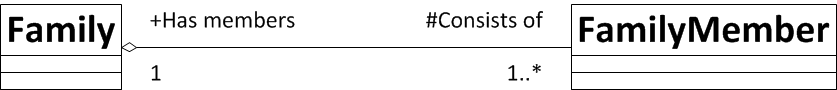 Family
+Has members
#Consists of
FamilyMember
1
1..*